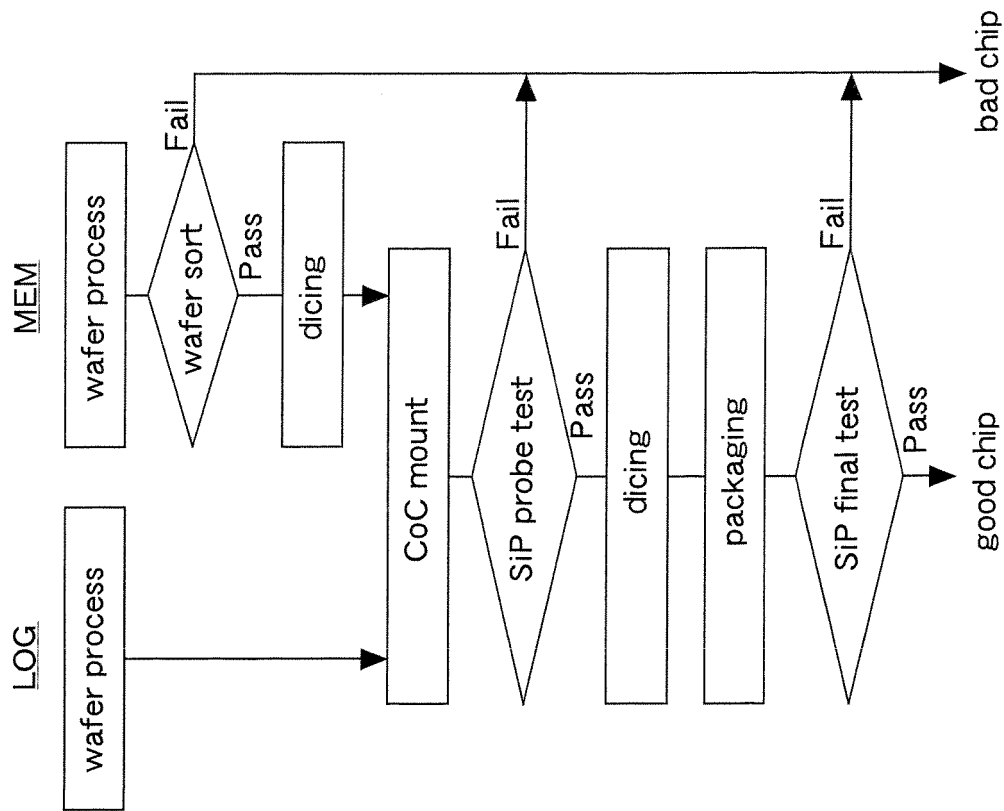 LOG
MEM
wafer process
wafer process
wafer sort
Fail
Pass
dicing
CoC mount
SiP probe test
Fail
Pass
dicing
packaging
SiP final test
Fail
Pass
good chip
bad chip